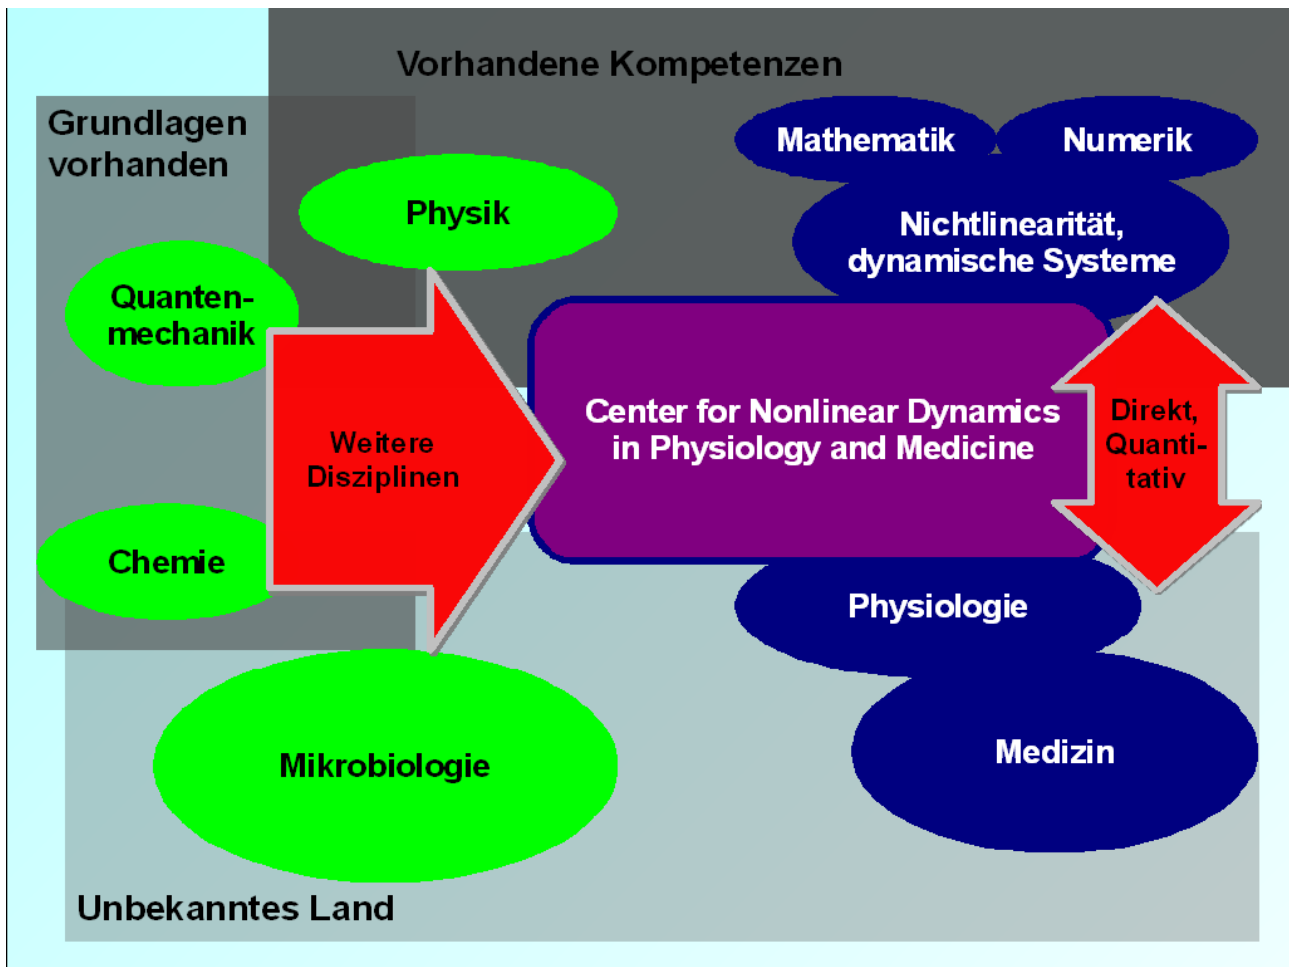 Vorhandene Kompetenzen
Grundlagen
vorhanden
Mathematik
Numerik
Physik
Nichtlinearität,
dynamische Systeme
Quanten-
mechanik
Weitere
Disziplinen
Center for Nonlinear Dynamics
in Physiology and Medicine
Direkt,
Quanti-
tativ
Chemie
Physiologie
Mikrobiologie
Medizin
Unbekanntes Land